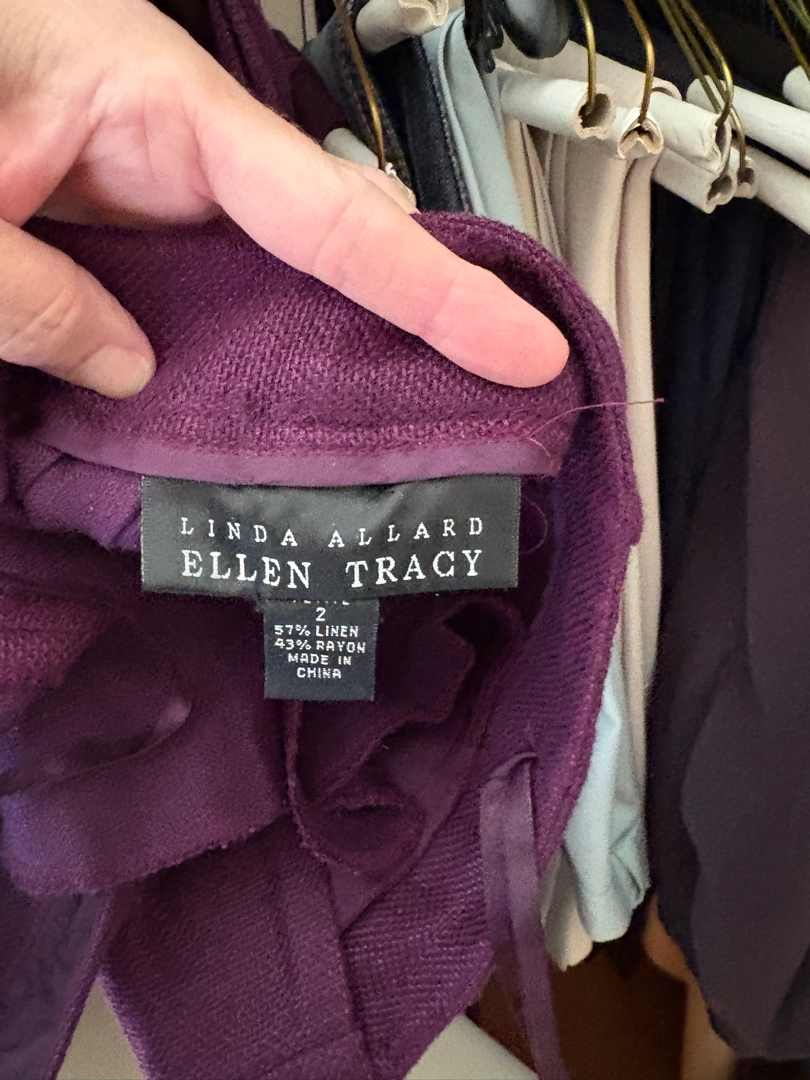 LINDA ALLARD
ELLEN TRACY
2
57% LINEN
43% RAYON
MADE IN
CHINA